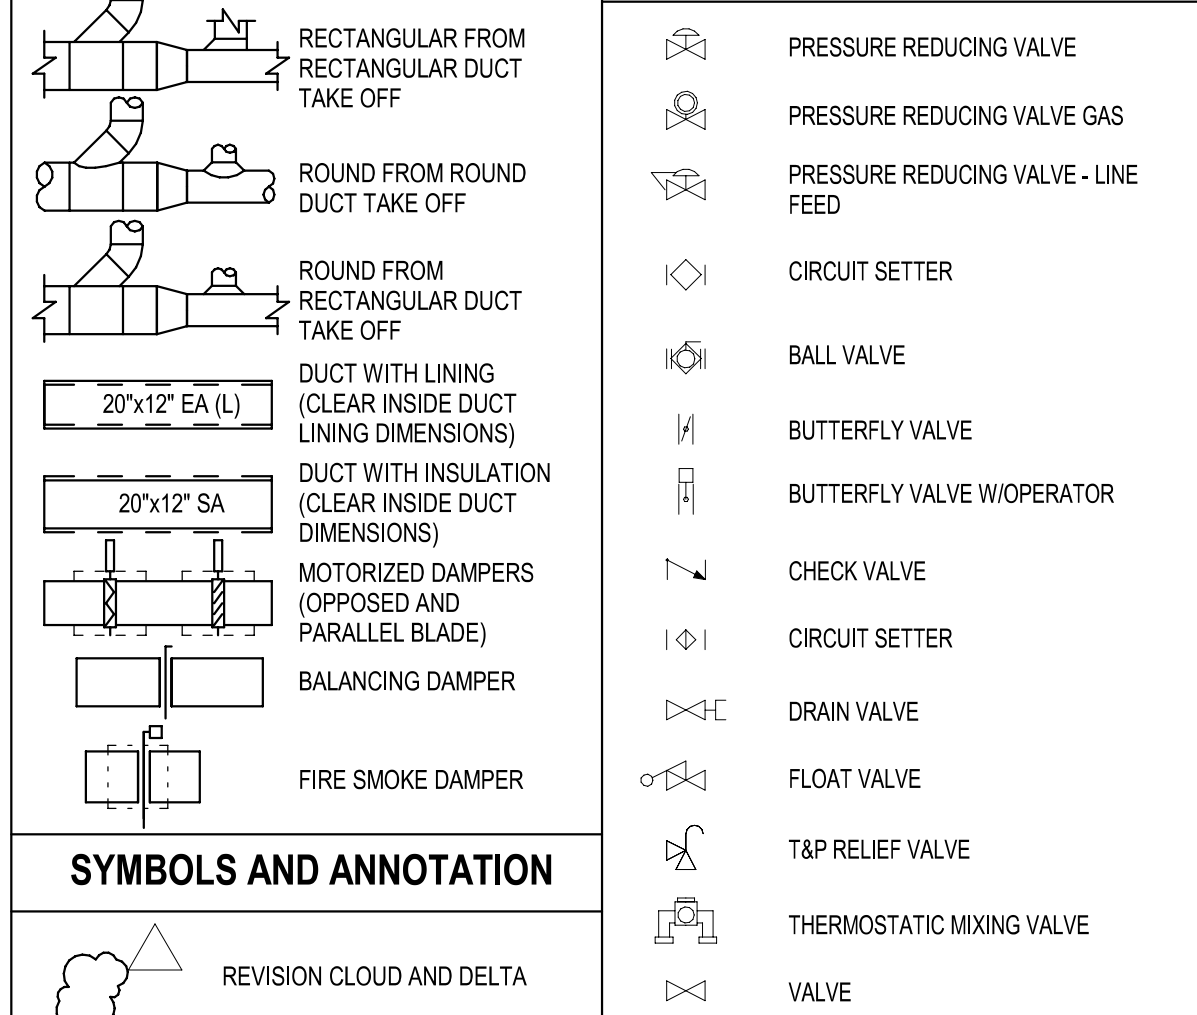 RECTANGULAR FROM
RECTANGULAR DUCT
TAKE OFF
ROUND FROM ROUND
DUCT TAKE OFF
ROUND FROM
RECTANGULAR DUCT
TAKE OFF
20"x12" EA (L)
DUCT WITH LINING
(CLEAR INSIDE DUCT
LINING DIMENSIONS)
20"x12" SA
DUCT WITH INSULATION
(CLEAR INSIDE DUCT
DIMENSIONS)
MOTORIZED DAMPERS
(OPPOSED AND
PARALLEL BLADE)
BALANCING DAMPER
FIRE SMOKE DAMPER
SYMBOLS AND ANNOTATION
REVISION CLOUD AND DELTA
PRESSURE REDUCING VALVE
PRESSURE REDUCING VALVE GAS
PRESSURE REDUCING VALVE - LINE
FEED
CIRCUIT SETTER
BALL VALVE
BUTTERFLY VALVE
BUTTERFLY VALVE W/OPERATOR
CHECK VALVE
CIRCUIT SETTER
DRAIN VALVE
FLOAT VALVE
T&P RELIEF VALVE
THERMOSTATIC MIXING VALVE
VALVE